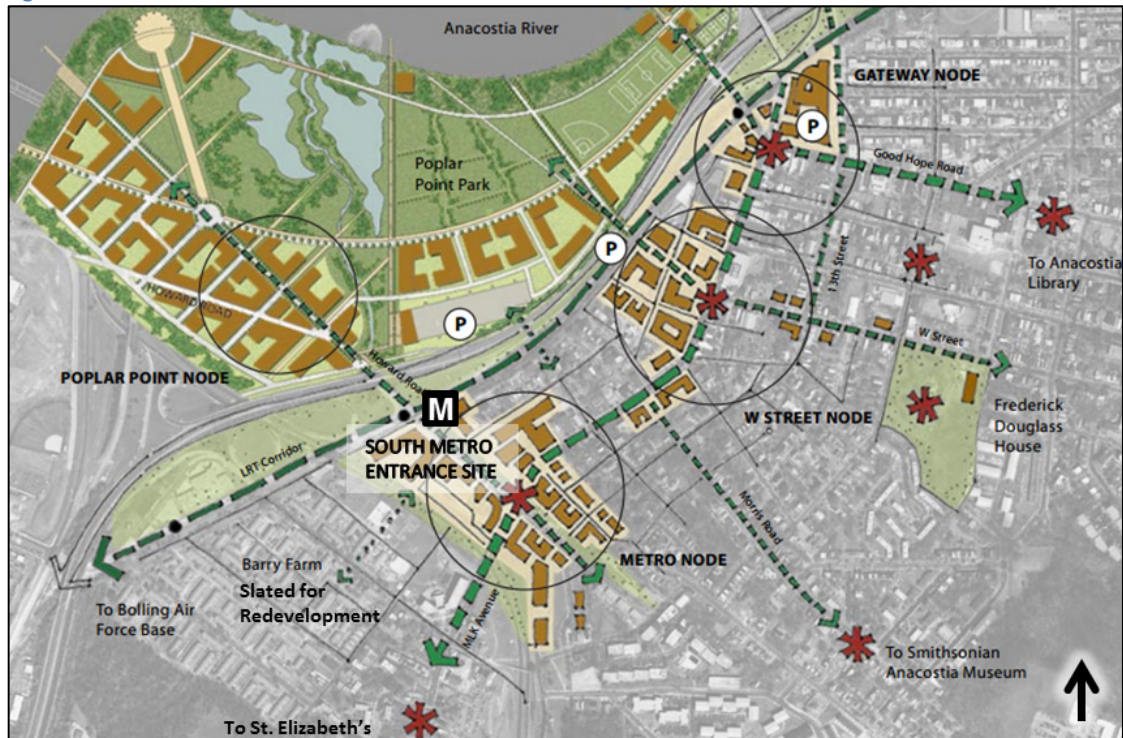 Anacostia River
GATEWAY NODE
P
Good Hope Road
Poplar
Point Park
13th Street
To Anacostia
Library
P
HOWARD ROAD
P
W Street
POPLAR POINT NODE
Howard Road
W STREET NODE
Frederick
Douglass
House
M
SOUTH METRO
ENTRANCE SITE
LRT Corridor
Morris Road
METRO NODE
Barry Farm
Slated for
Redevelopment
To Bolling Air
Force Base
MLK Avenue
To Smithsonian
Anacostia Museum
To St. Elizabeth's